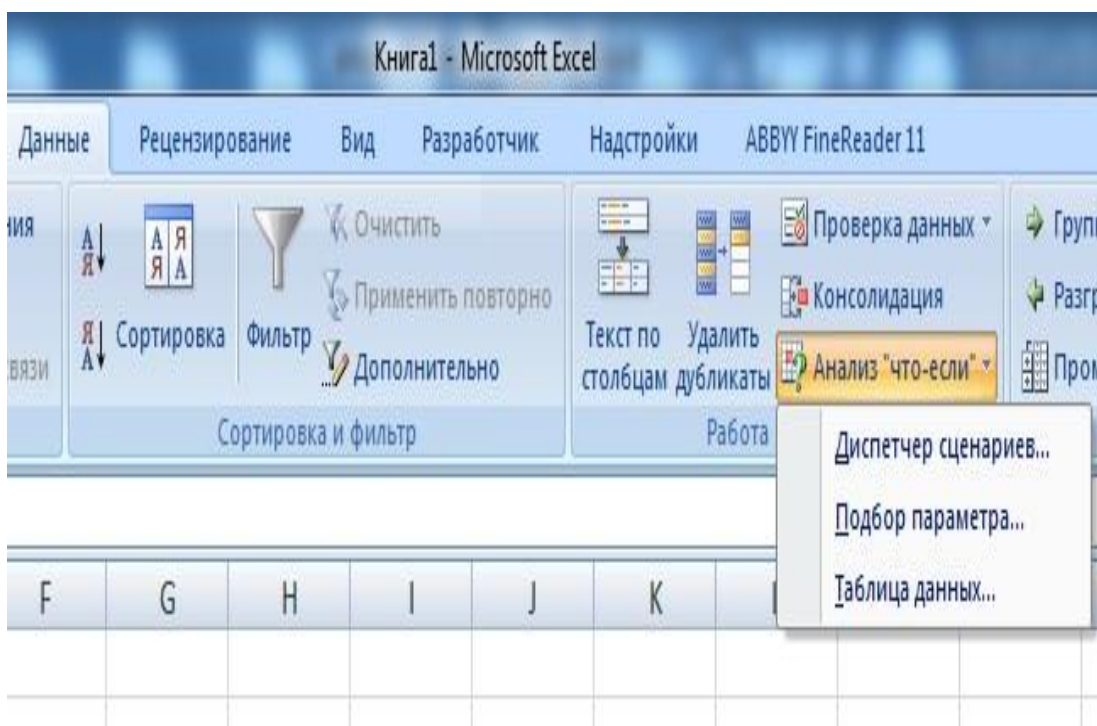 Книга1 - Microsoft Excel
Данные Рецензирование Вид Разработчик Надстройки ABBYY FineReader 11
Очистить
Применить повторно
Дополнительно
Сортировка Фильтр
Текст по столбцам
Удалить дубликаты
Проверка данных
Консолидация
Анализ "что-если"
связи
Сортировка и фильтр Работа
Диспетчер сценариев...
Подбор параметра...
Таблица данных...
F G H I J K